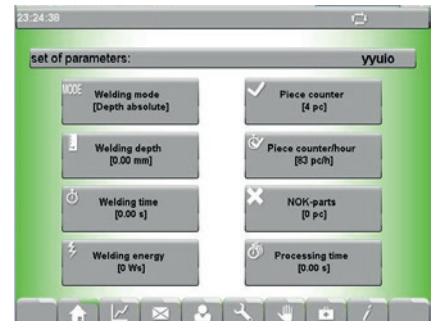 23:24:38
set of parameters: yyulo
MODE
Welding mode
[Depth absolute]
Piece counter
[4 pc]
Welding depth
[0.00 mm]
Piece counter/hour
[83 pc/h]
Welding time
[0.00 s]
NOK-parts
[0 pc]
Welding energy
[0 Ws]
Processing time
[0.00 s]
i